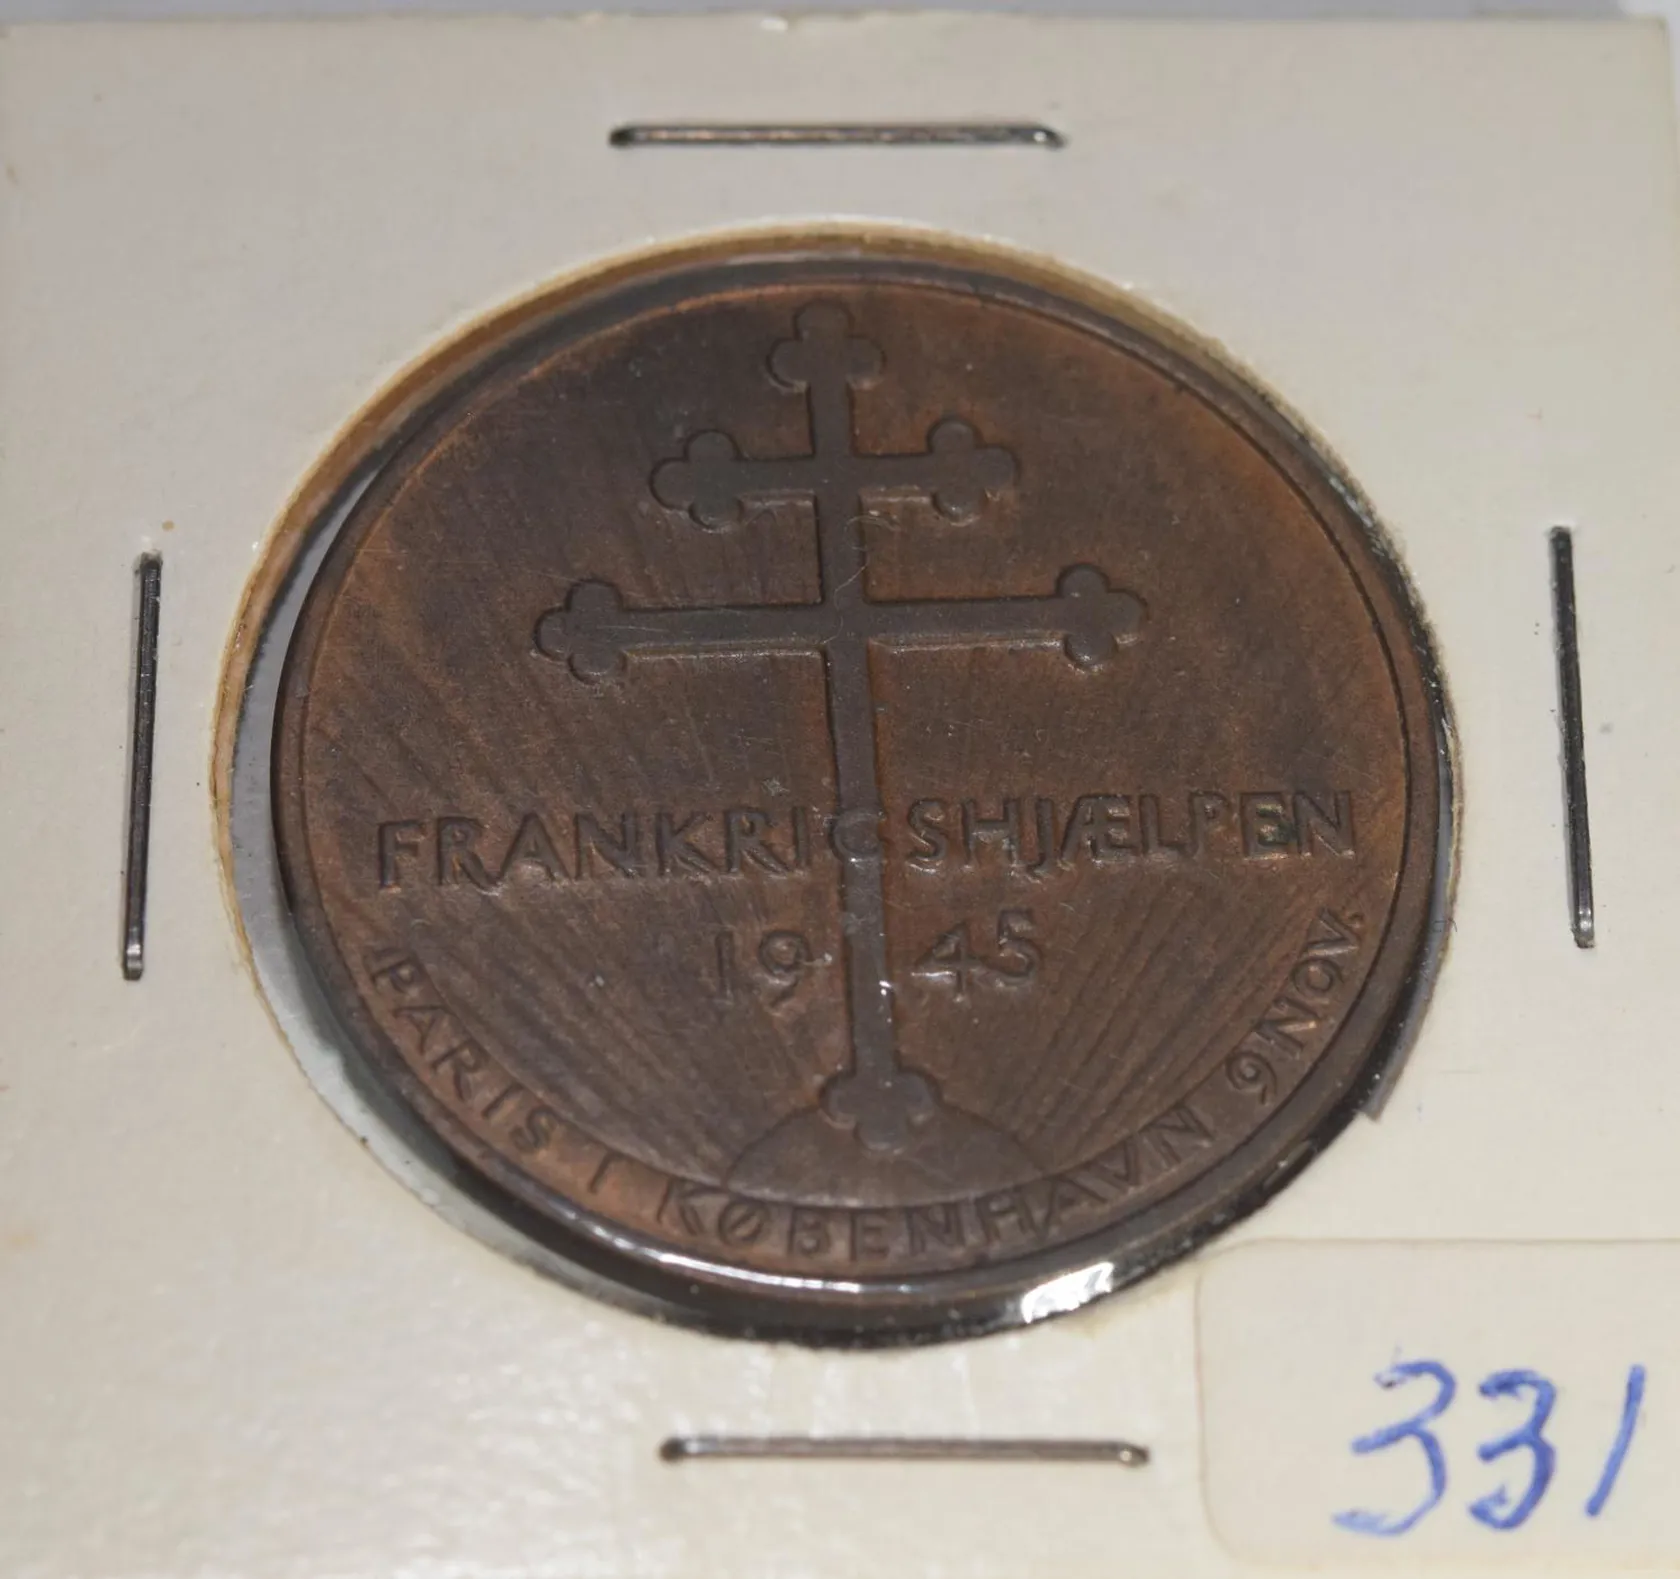 FRANKRIGSHJÆLPEN
1945
PARIS I KØBENHAVN 9 NOV.
331